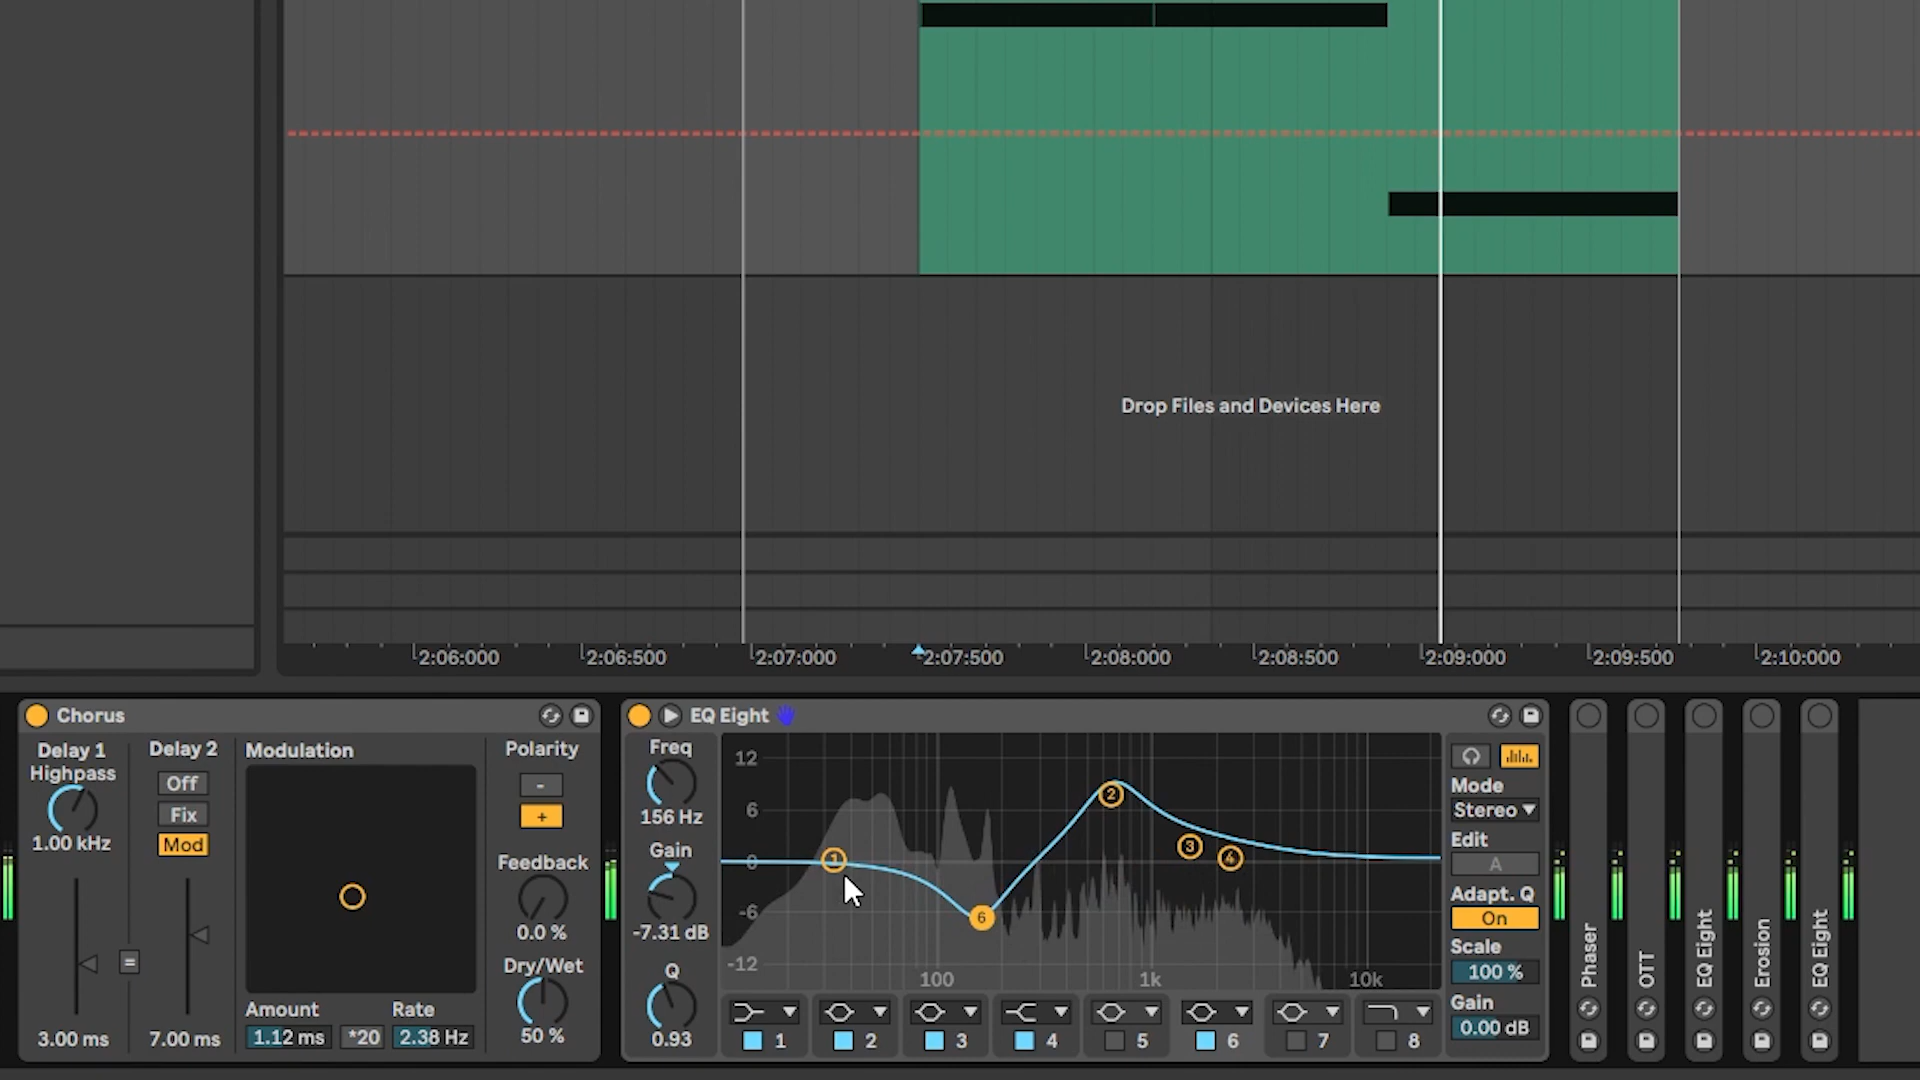 Drop Files and Devices Here
2:06:000 2:06:500 2:07:000 2:07:500 2:08:000 2:08:500 2:09:000 2:09:500 2:10:000
Chorus
Delay 1
Highpass
1.00 kHz
3.00 ms
=
Delay 2
Off
Fix
Mod
7.00 ms
Modulation
Amount
1.12 ms
*20
Rate
2.38 Hz
Polarity
-
+
Feedback
0.0 %
Dry/Wet
50 %
EQ Eight
Freq
156 Hz
Gain
-7.31 dB
Q
0.93
12
6
0
-6
-12
100 1k 10k
1
2
3
4
6
1 2 3 4 5 6 7 8
Mode
Stereo
Edit
A
Adapt. Q
On
Scale
100 %
Gain
0.00 dB
Phaser
OTT
EQ Eight
Erosion
EQ Eight